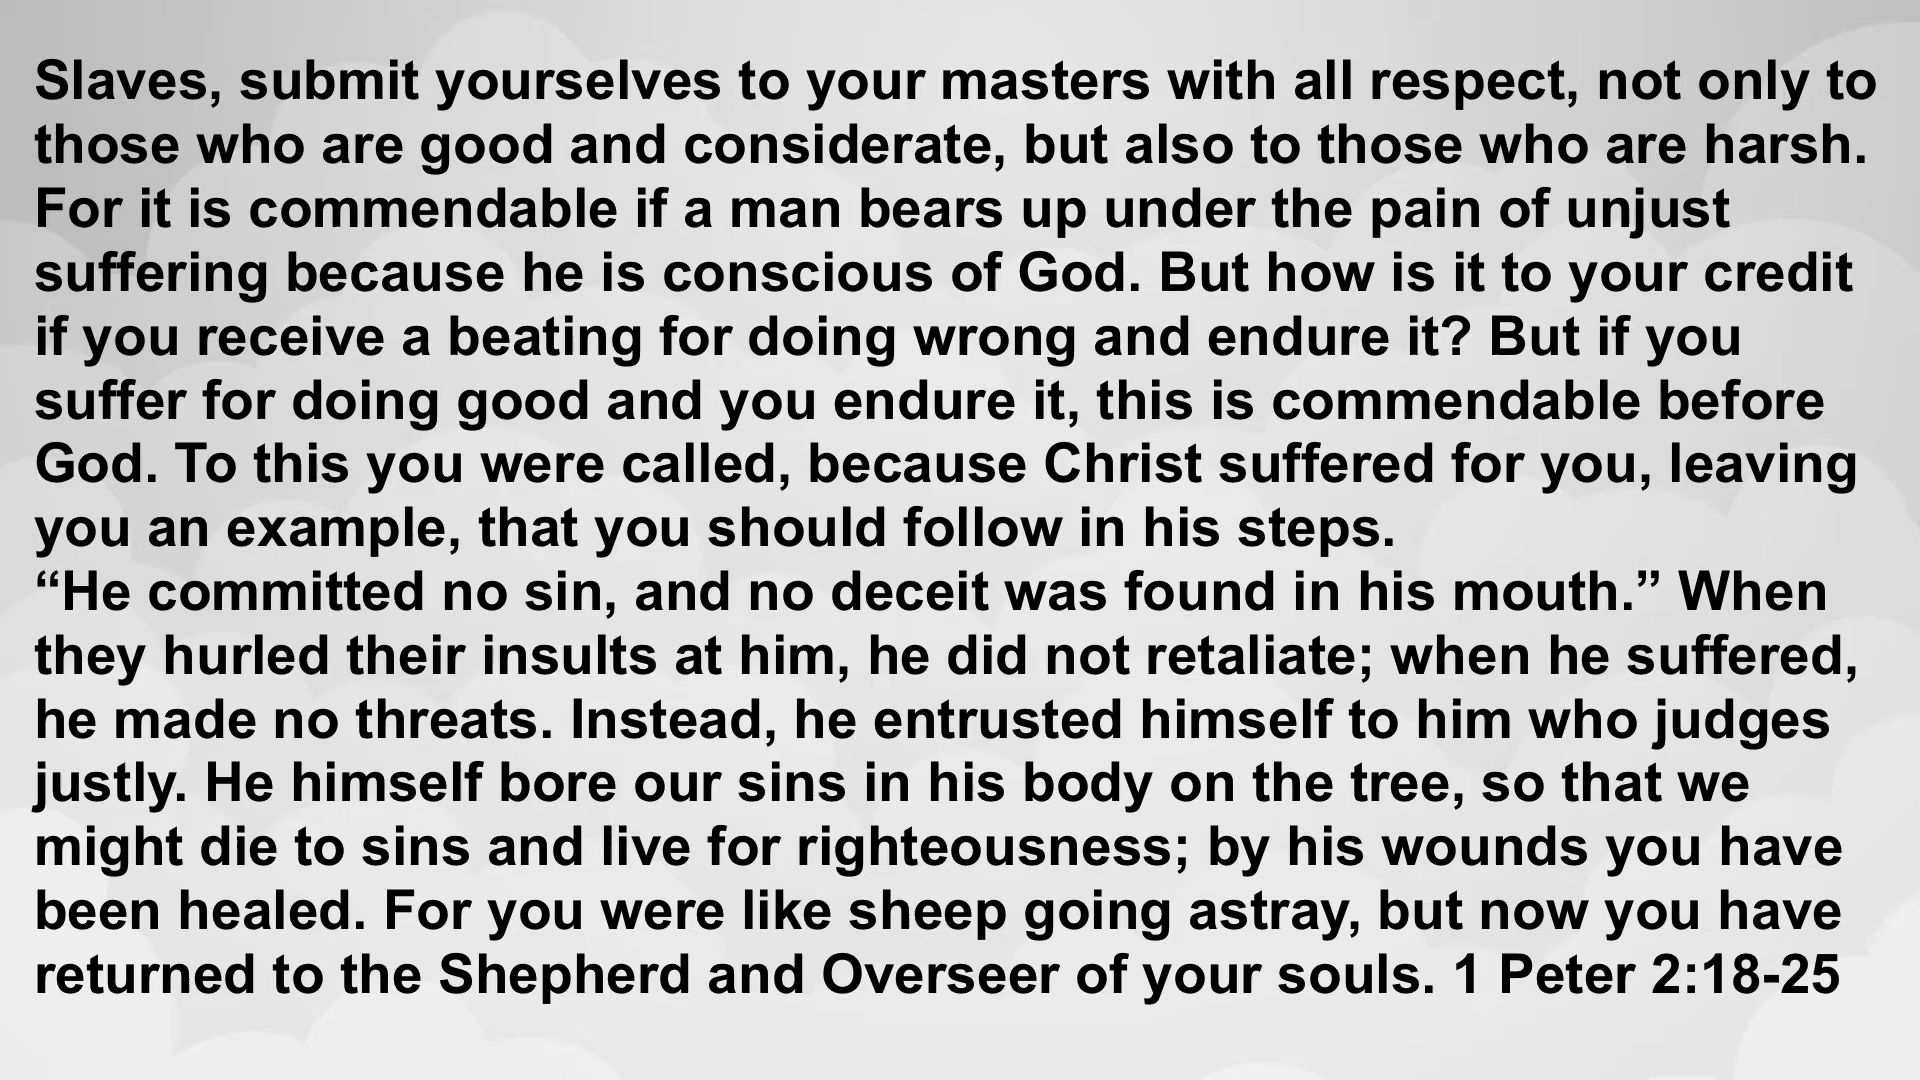 Slaves, submit yourselves to your masters with all respect, not only to
those who are good and considerate, but also to those who are harsh.
For it is commendable if a man bears up under the pain of unjust
suffering because he is conscious of God. But how is it to your credit
if you receive a beating for doing wrong and endure it? But if you
suffer for doing good and you endure it, this is commendable before
God. To this you were called, because Christ suffered for you, leaving
you an example, that you should follow in his steps.
“He committed no sin, and no deceit was found in his mouth.” When
they hurled their insults at him, he did not retaliate; when he suffered,
he made no threats. Instead, he entrusted himself to him who judges
justly. He himself bore our sins in his body on the tree, so that we
might die to sins and live for righteousness; by his wounds you have
been healed. For you were like sheep going astray, but now you have
returned to the Shepherd and Overseer of your souls. 1 Peter 2:18-25